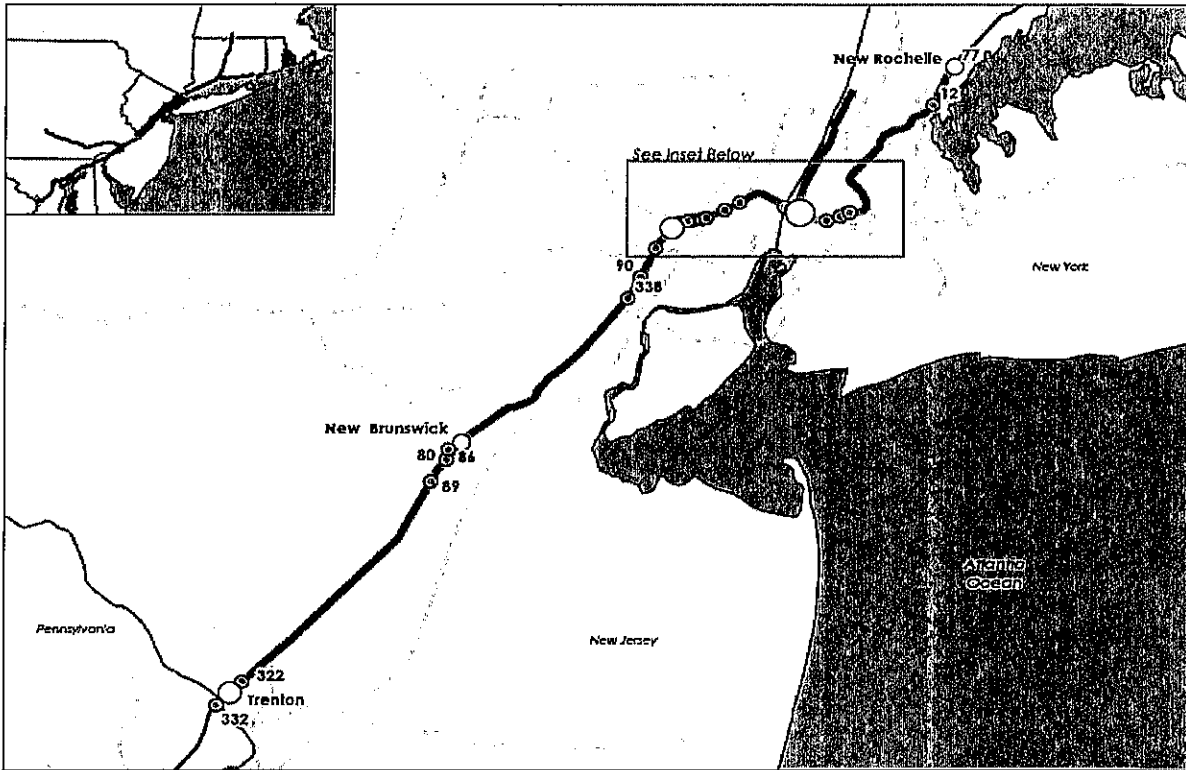 New Rochelle
77
121
See Inset Below
90
338
New York
New Brunswick
80
86
89
Atlantic
Ocean
Pennsylvania
New Jersey
322
Trenton
332